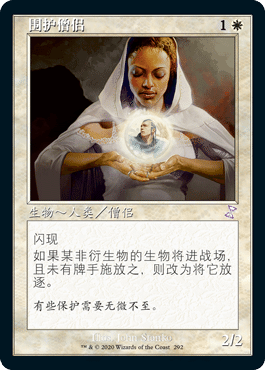 围护僧侣 1
生物～人类／僧侣
闪现
如果某非衍生物的生物将进战场，
且未有牌手施放之，则改为将它放
逐。
有些保护需要无微不至。
™ & © 2020 Wizards of the Coast 292
2/2